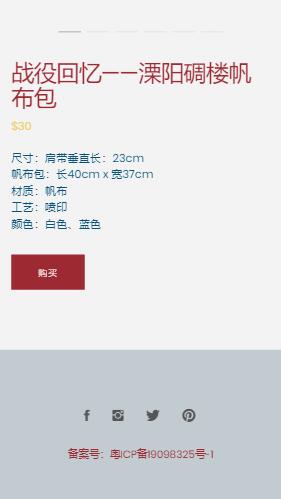 战役回忆——溧阳碉楼帆
布包
$30
尺寸：肩带垂直长：23cm
帆布包：长40cm x 宽37cm
材质：帆布
工艺：喷印
颜色：白色、蓝色
购买
备案号：粤ICP备19098325号-1